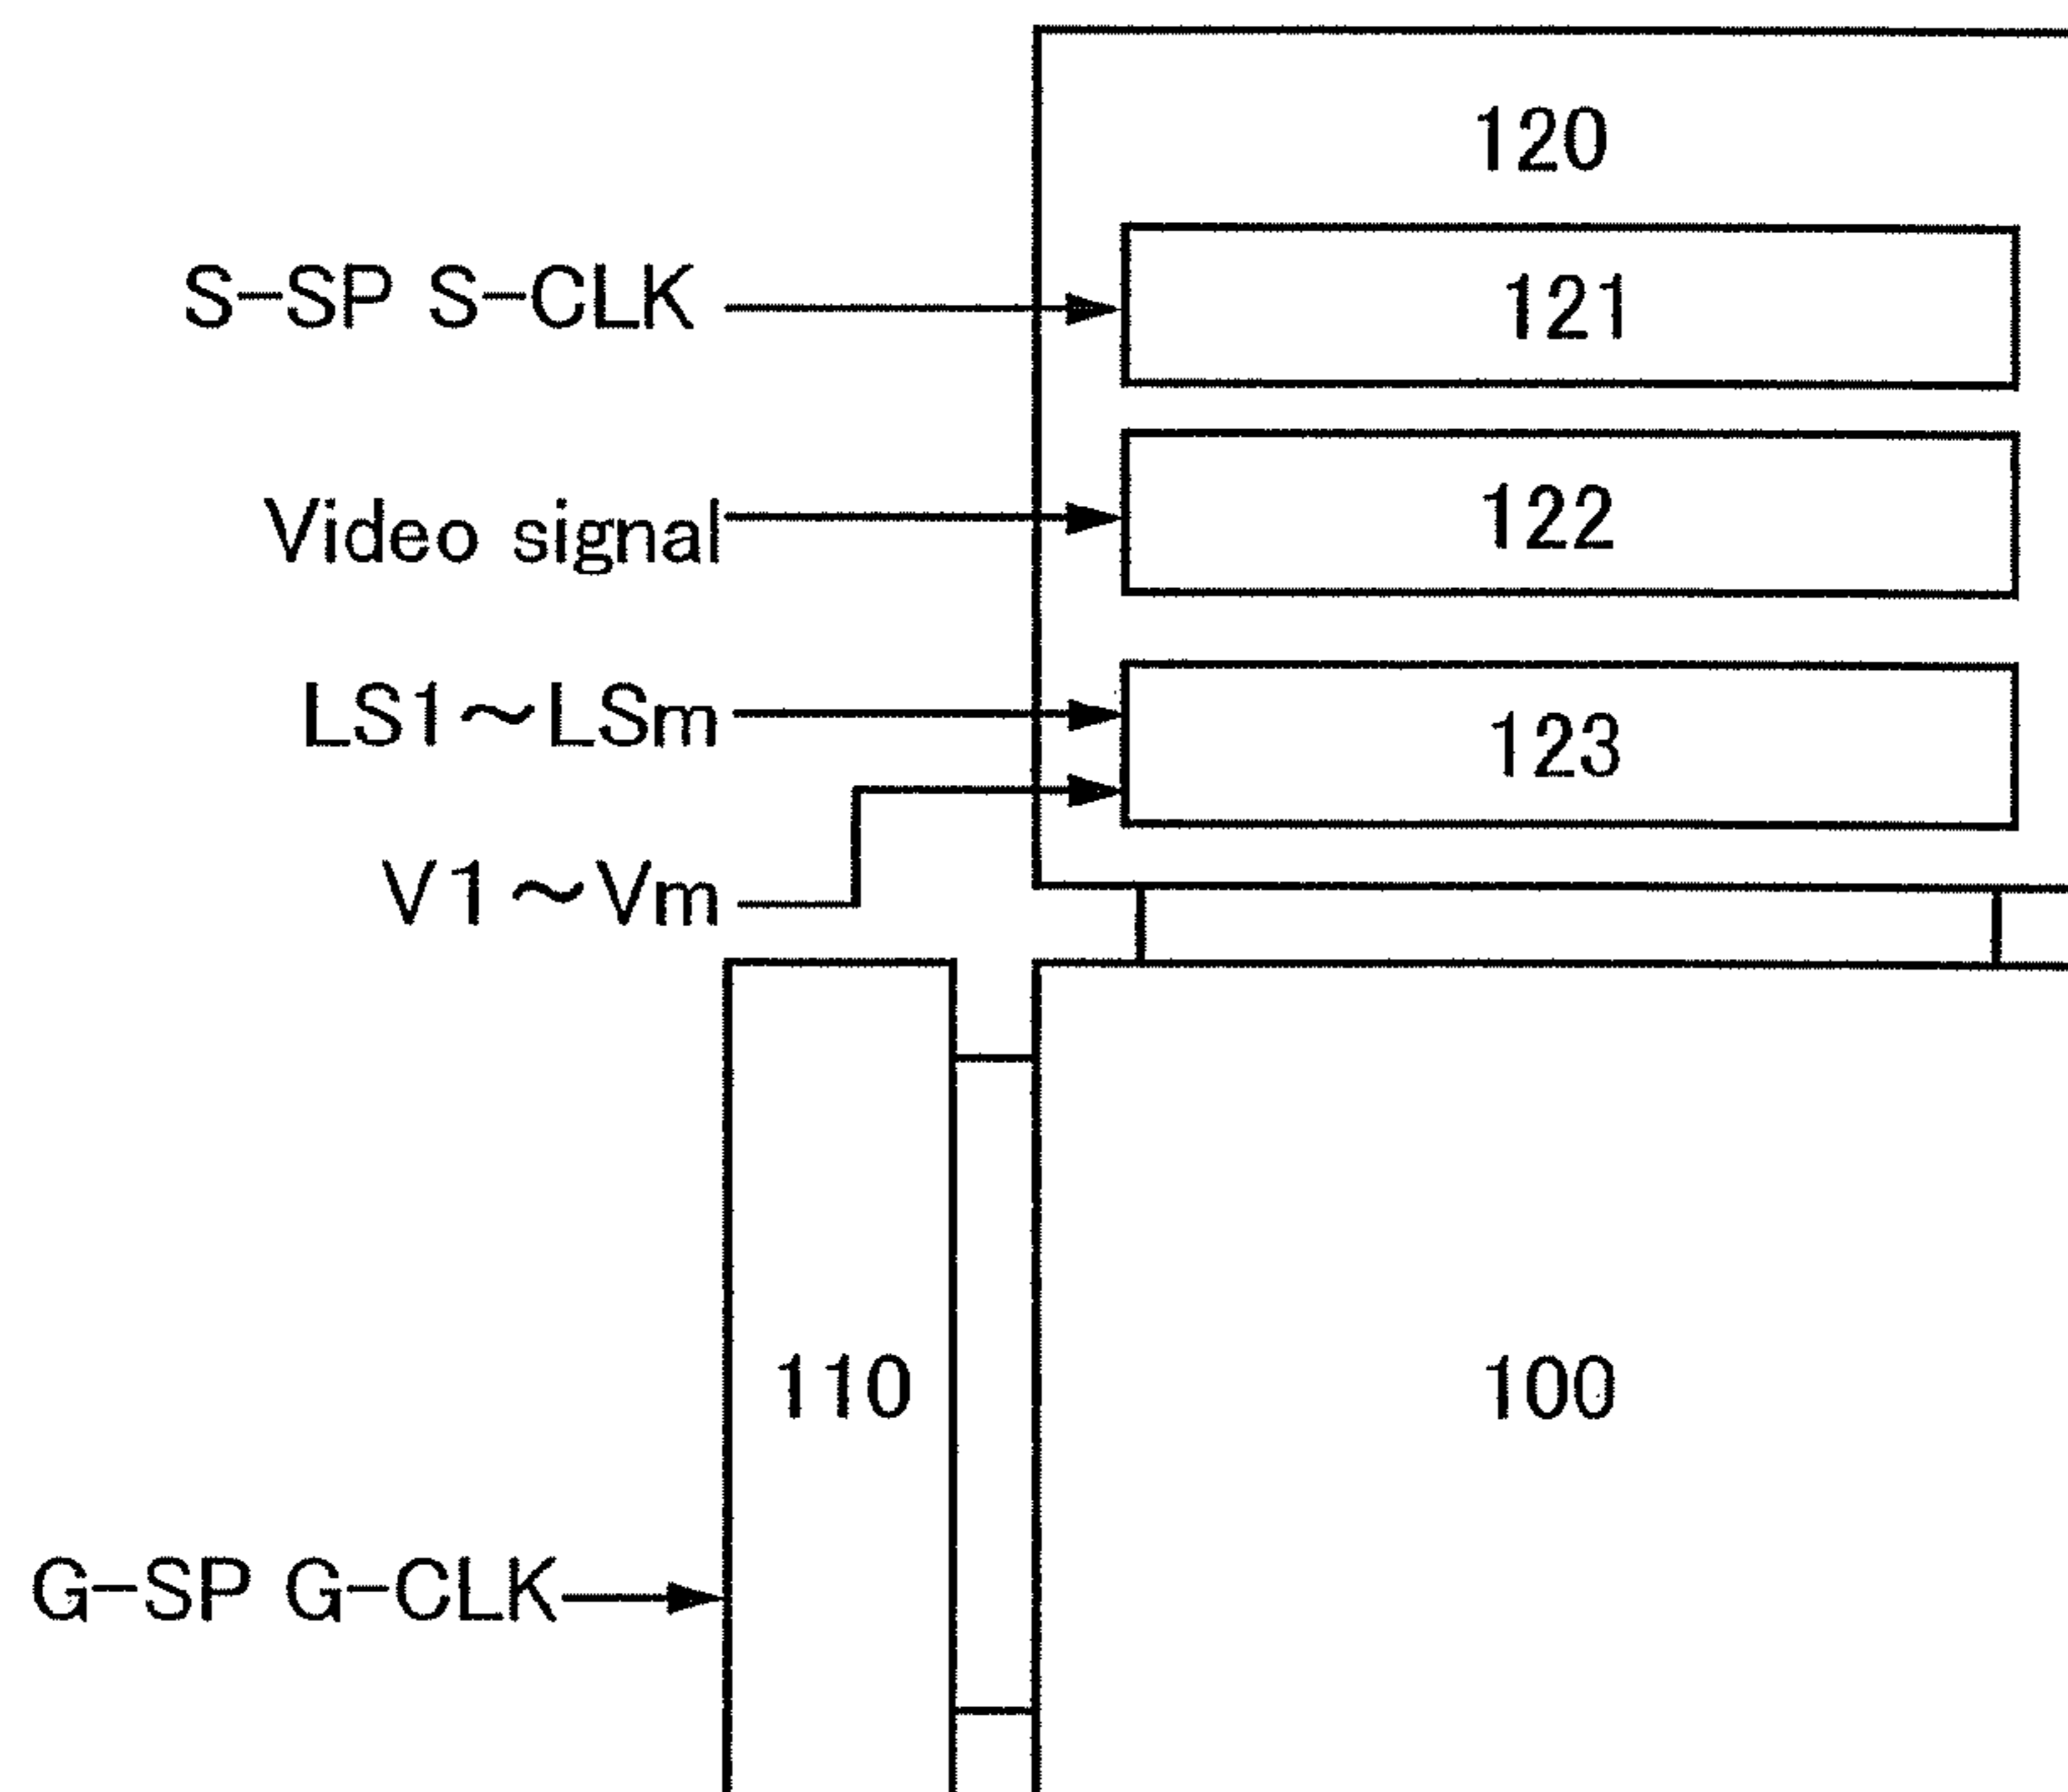 120
S-SP S-CLK
121
Video signal
122
LS1～LSm
123
V1～Vm
110
100
G-SP G-CLK